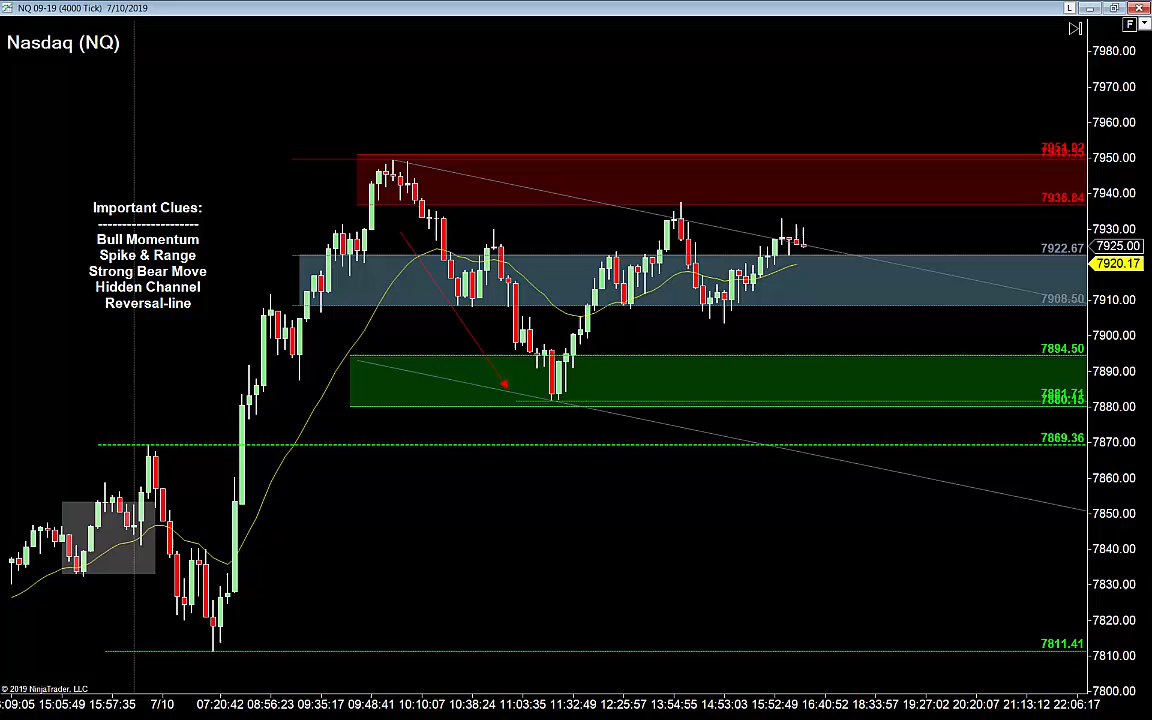 NQ 09-19 (4000 Tick) 7/10/2019
L
F
Nasdaq (NQ)
7980.00
7970.00
7960.00
7951.02
7950.00
7940.00
7936.84
7930.00
7922.67
7925.00
7920.17
7910.00
7908.50
7900.00
7894.50
7890.00
7881.71
7880.15
7880.00
7869.36
7870.00
7860.00
7850.00
7840.00
7830.00
7820.00
7811.41
7810.00
7800.00
Important Clues:
---------------------
Bull Momentum
Spike & Range
Strong Bear Move
Hidden Channel
Reversal-line
© 2019 NinjaTrader, LLC
15:05:49 15:57:35 7/10 07:20:42 08:56:23 09:35:17 09:48:41 10:10:07 10:38:24 11:03:35 11:32:49 12:25:57 13:54:55 14:53:03 15:52:49 16:40:52 18:33:57 19:27:02 20:20:07 21:13:12 22:06:17